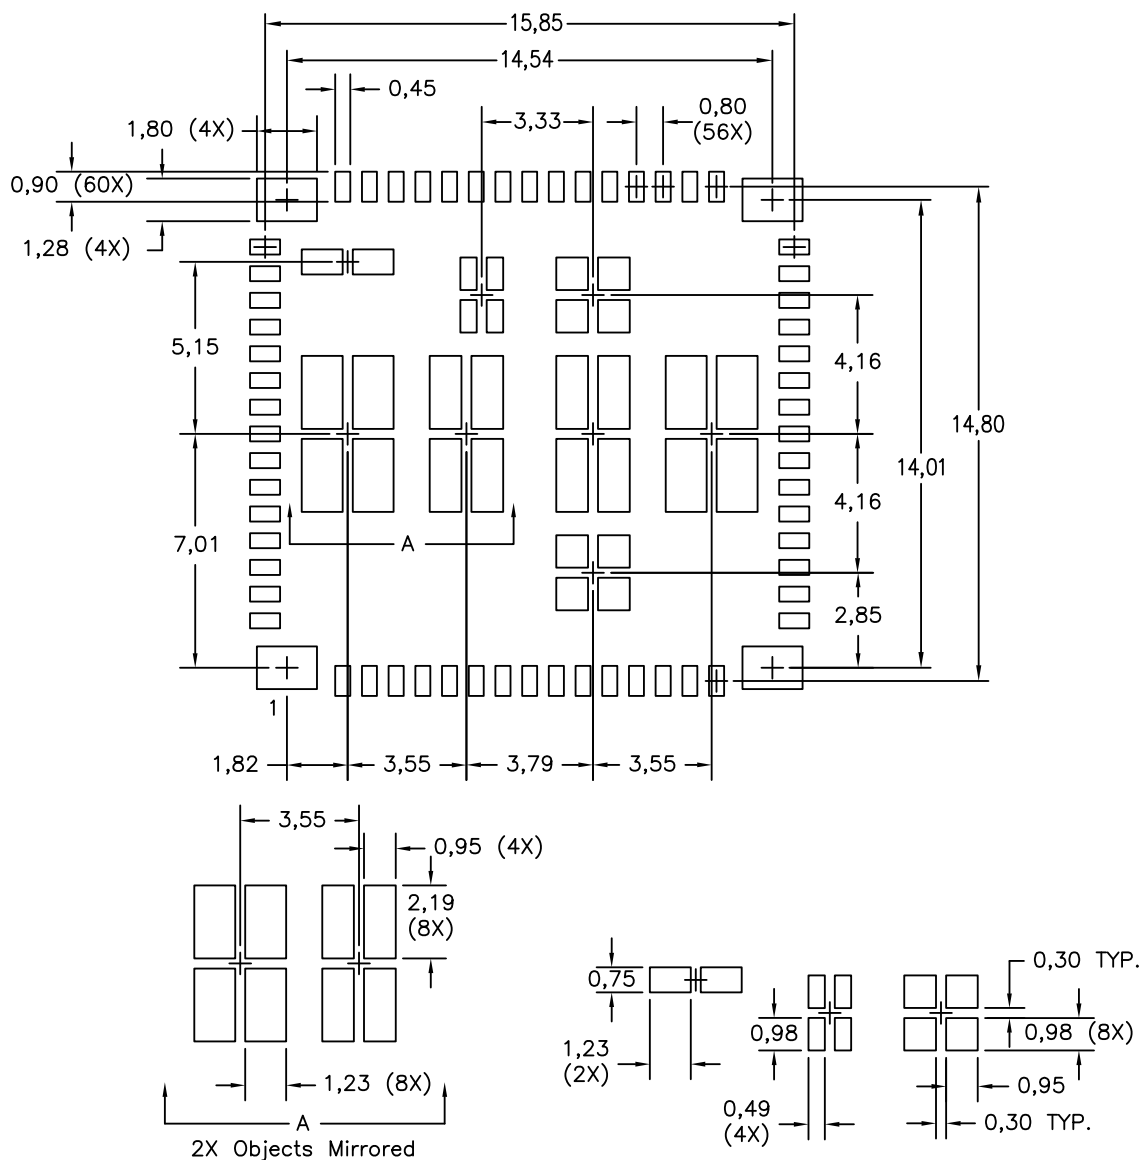 15,85
14,54
0,45
0,80
(56X)
3,33
1,80 (4X)
0,90 (60X)
1,28 (4X)
5,15
4,16
14,80
14,01
4,16
7,01
A
2,85
1
1,82
3,55
3,79
3,55
3,55
0,95 (4X)
2,19
(8X)
0,30 TYP.
0,75
0,98
0,98 (8X)
1,23
(2X)
1,23 (8X)
0,95
0,49
(4X)
0,30 TYP.
A
2X Objects Mirrored